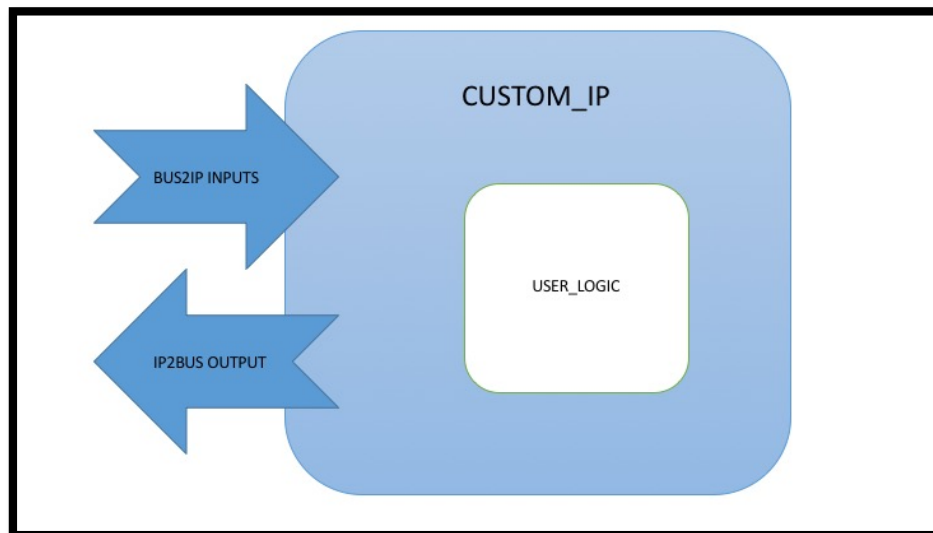 CUSTOM_IP
BUS2IP INPUTS
USER_LOGIC
IP2BUS OUTPUT